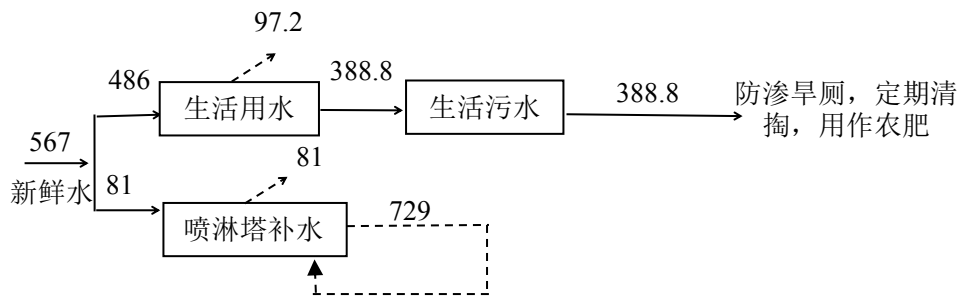 97.2
486
388.8
生活用水
生活污水
388.8
防渗旱厕，定期清
掏，用作农肥
567
新鲜水
81
81
喷淋塔补水
729